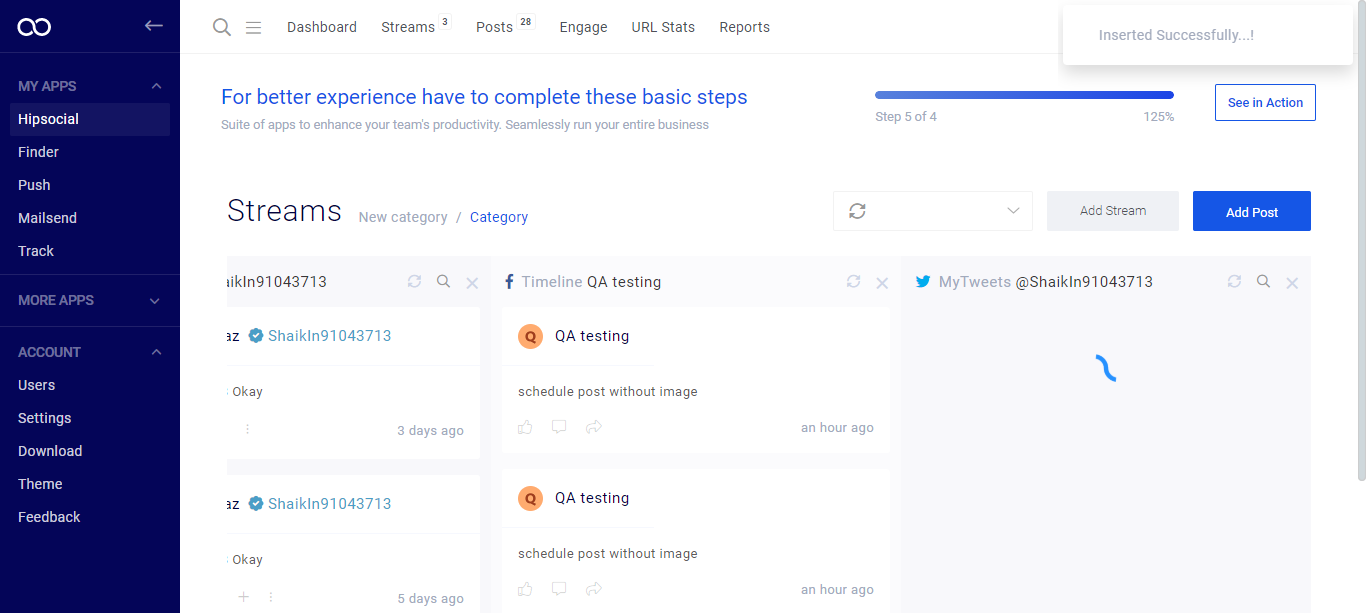 Dashboard Streams 3 Posts 28 Engage URL Stats Reports
Inserted Successfully...!
MY APPS
Hipsocial
Finder
Push
Mailsend
Track
MORE APPS
ACCOUNT
Users
Settings
Download
Theme
Feedback
For better experience have to complete these basic steps
Suite of apps to enhance your team's productivity. Seamlessly run your entire business
Step 5 of 4 125%
See in Action
Streams New category / Category
Add Stream
Add Post
aikIn91043713
az ShaikIn91043713
Okay
3 days ago
az ShaikIn91043713
Okay
5 days ago
Timeline QA testing
Q QA testing
schedule post without image
an hour ago
Q QA testing
schedule post without image
an hour ago
MyTweets @ShaikIn91043713